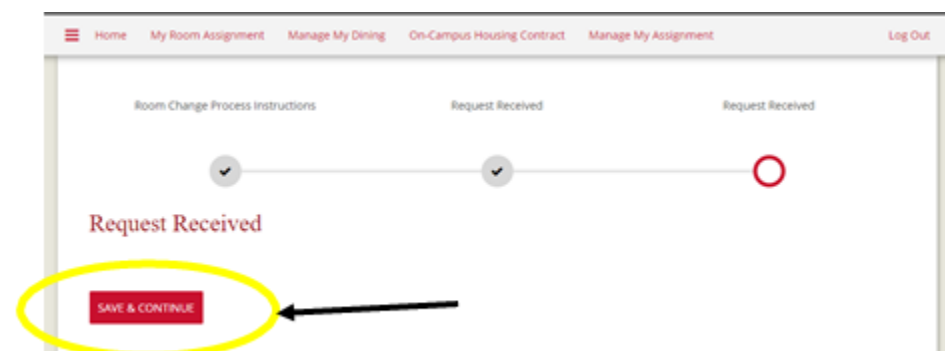 Home My Room Assignment Manage My Dining On-Campus Housing Contract Manage My Assignment Log Out
Room Change Process Instructions Request Received Request Received
Request Received
SAVE & CONTINUE